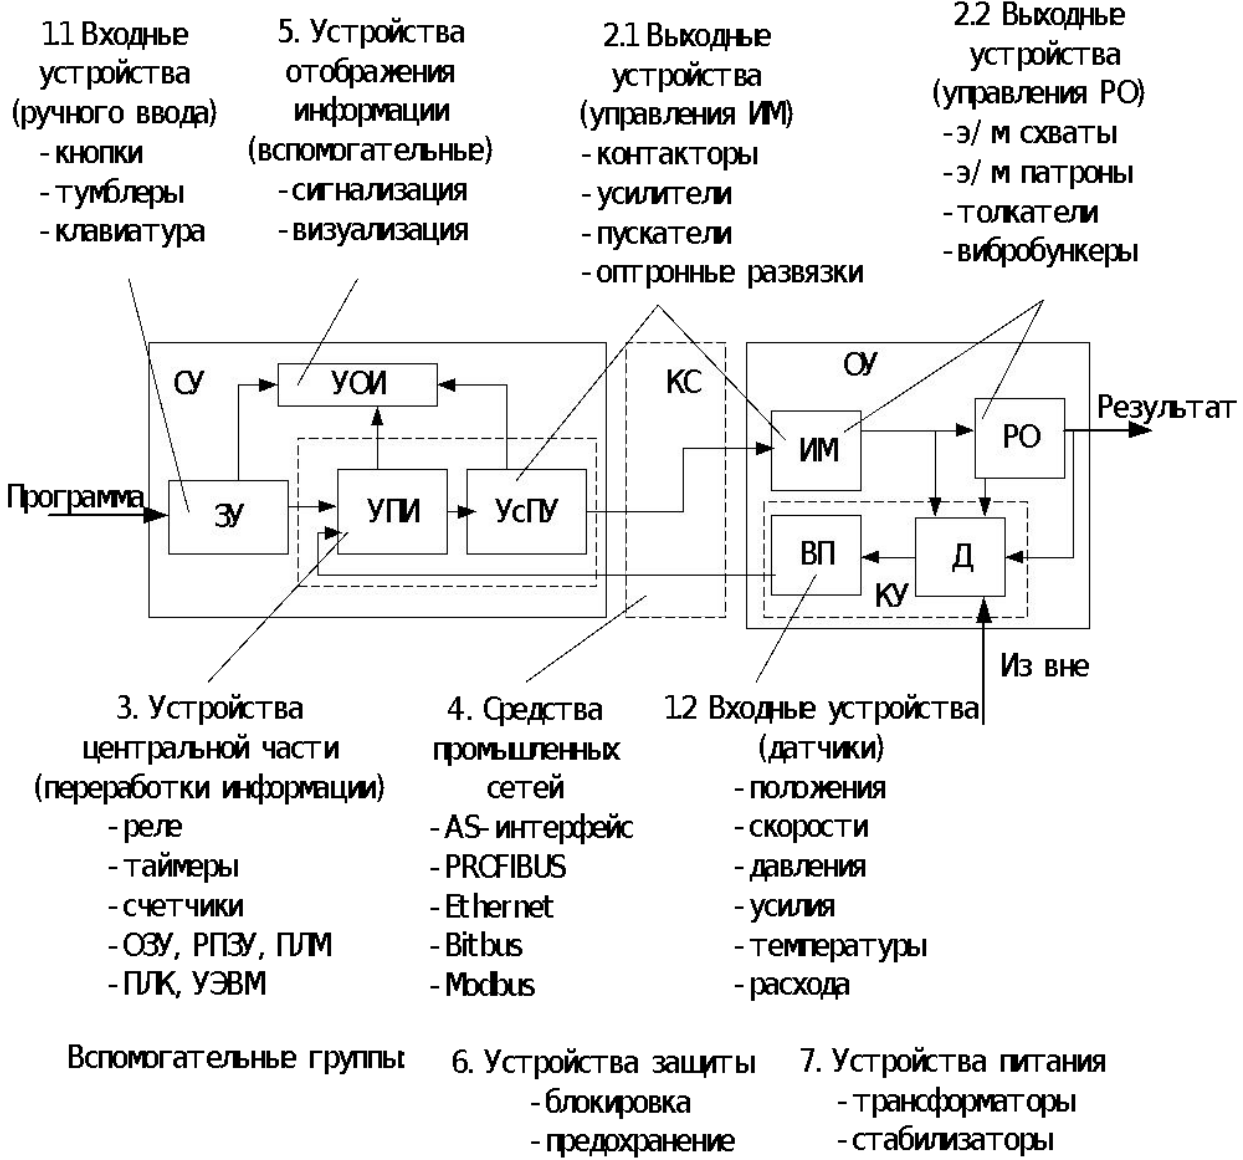 1.1 Входные
устройства
(ручного ввода)
- кнопки
- тумблеры
- клавиатура
5. Устройства
отображения
информации
(вспомогательные)
- сигнализация
- визуализация
2.1 Выходные
устройства
(управления ИМ)
- контакторы
- усилители
- пускатели
- оптронные развязки
2.2 Выходные
устройства
(управления РО)
- э/м схваты
- э/м патроны
- толкатели
- вибробункеры
СУ
УОИ
КС
ОУ
Результат
ИМ
РО
Программа
ЗУ
УПИ
УсПУ
ВП
Д
КУ
Из вне
3. Устройства
центральной части
(переработки информации)
- реле
- таймеры
- счетчики
- ОЗУ, РПЗУ, ПЛМ
- ПЛК, УЭВМ
4. Средства
промышленных
сетей
- AS-интерфейс
- PROFIBUS
- Ethernet
- Bitbus
- Modbus
1.2 Входные устройства
(датчики)
- положения
- скорости
- давления
- усилия
- температуры
- расхода
Вспомогательные группы:
6. Устройства защиты
- блокировка
- предохранение
7. Устройства питания
- трансформаторы
- стабилизаторы